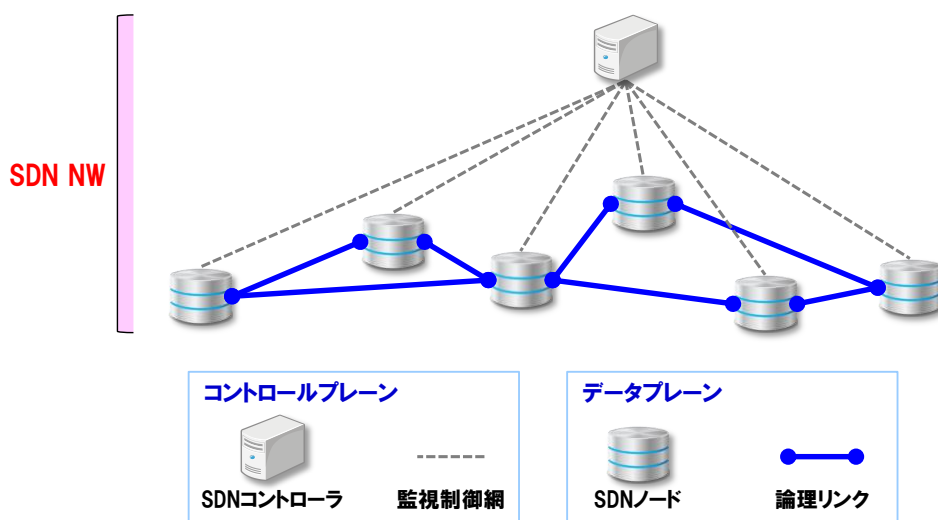 SDN NW
コントロールプレーン
SDNコントローラ
監視制御網
データプレーン
SDNノード
論理リンク